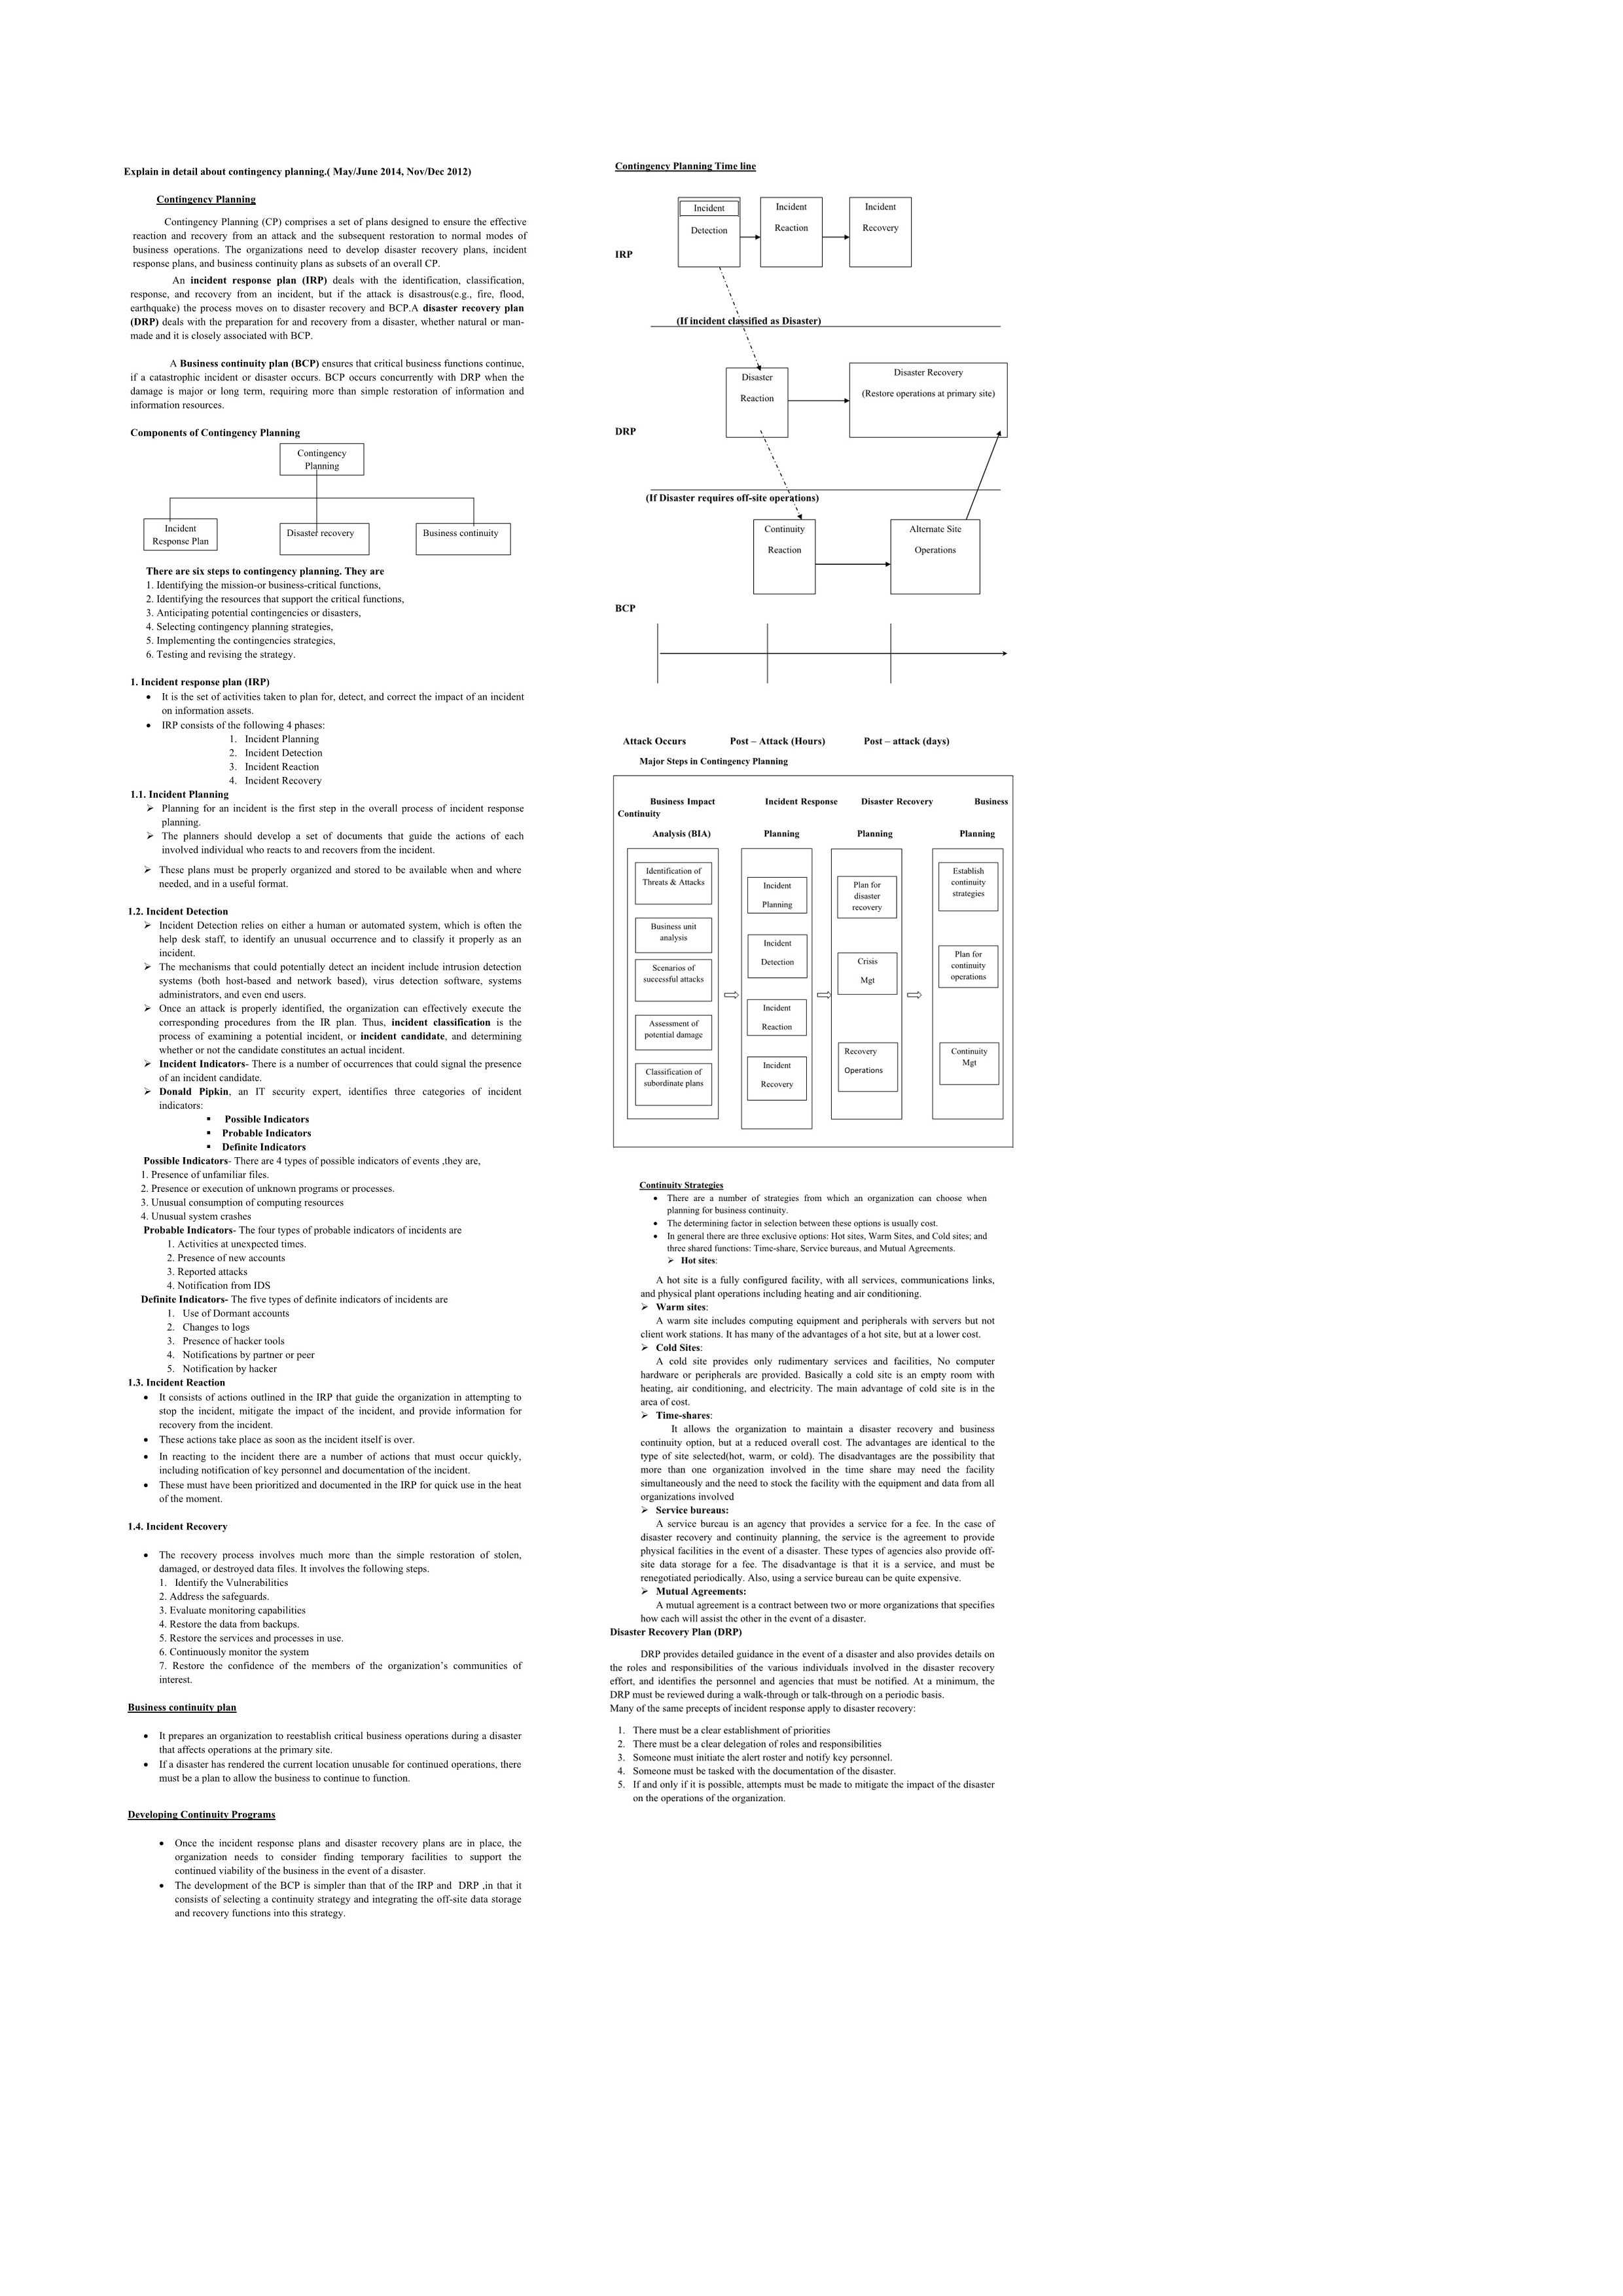 Explain in detail about contingency planning.( May/June 2014, Nov/Dec 2012)
Contingency Planning
Contingency Planning (CP) comprises a set of plans designed to ensure the effective
reaction and recovery from an attack and the subsequent restoration to normal modes of
business operations. The organizations need to develop disaster recovery plans, incident
response plans, and business continuity plans as subsets of an overall CP.
An incident response plan (IRP) deals with the identification, classification,
response, and recovery from an incident, but if the attack is disastrous(e.g., fire, flood,
earthquake) the process moves on to disaster recovery and BCP.A disaster recovery plan
(DRP) deals with the preparation for and recovery from a disaster, whether natural or man-
made and it is closely associated with BCP.
A Business continuity plan (BCP) ensures that critical business functions continue,
if a catastrophic incident or disaster occurs. BCP occurs concurrently with DRP when the
damage is major or long term, requiring more than simple restoration of information and
information resources.
Components of Contingency Planning
Contingency
Planning
Incident
Response Plan
Disaster recovery
Business continuity
There are six steps to contingency planning. They are
1. Identifying the mission-or business-critical functions,
2. Identifying the resources that support the critical functions,
3. Anticipating potential contingencies or disasters,
4. Selecting contingency planning strategies,
5. Implementing the contingencies strategies,
6. Testing and revising the strategy.
1. Incident response plan (IRP)
• It is the set of activities taken to plan for, detect, and correct the impact of an incident
on information assets.
• IRP consists of the following 4 phases:
1. Incident Planning
2. Incident Detection
3. Incident Reaction
4. Incident Recovery
1.1. Incident Planning
➢ Planning for an incident is the first step in the overall process of incident response
planning.
➢ The planners should develop a set of documents that guide the actions of each
involved individual who reacts to and recovers from the incident.
➢ These plans must be properly organized and stored to be available when and where
needed, and in a useful format.
1.2. Incident Detection
➢ Incident Detection relies on either a human or automated system, which is often the
help desk staff, to identify an unusual occurrence and to classify it properly as an
incident.
➢ The mechanisms that could potentially detect an incident include intrusion detection
systems (both host-based and network based), virus detection software, systems
administrators, and even end users.
➢ Once an attack is properly identified, the organization can effectively execute the
corresponding procedures from the IR plan. Thus, incident classification is the
process of examining a potential incident, or incident candidate, and determining
whether or not the candidate constitutes an actual incident.
➢ Incident Indicators- There is a number of occurrences that could signal the presence
of an incident candidate.
➢ Donald Pipkin, an IT security expert, identifies three categories of incident
indicators:
▪ Possible Indicators
▪ Probable Indicators
▪ Definite Indicators
Possible Indicators- There are 4 types of possible indicators of events ,they are,
1. Presence of unfamiliar files.
2. Presence or execution of unknown programs or processes.
3. Unusual consumption of computing resources
4. Unusual system crashes
Probable Indicators- The four types of probable indicators of incidents are
1. Activities at unexpected times.
2. Presence of new accounts
3. Reported attacks
4. Notification from IDS
Definite Indicators- The five types of definite indicators of incidents are
1. Use of Dormant accounts
2. Changes to logs
3. Presence of hacker tools
4. Notifications by partner or peer
5. Notification by hacker
1.3. Incident Reaction
• It consists of actions outlined in the IRP that guide the organization in attempting to
stop the incident, mitigate the impact of the incident, and provide information for
recovery from the incident.
• These actions take place as soon as the incident itself is over.
• In reacting to the incident there are a number of actions that must occur quickly,
including notification of key personnel and documentation of the incident.
• These must have been prioritized and documented in the IRP for quick use in the heat
of the moment.
1.4. Incident Recovery
• The recovery process involves much more than the simple restoration of stolen,
damaged, or destroyed data files. It involves the following steps.
1. Identify the Vulnerabilities
2. Address the safeguards.
3. Evaluate monitoring capabilities
4. Restore the data from backups.
5. Restore the services and processes in use.
6. Continuously monitor the system
7. Restore the confidence of the members of the organization's communities of
interest.
Business continuity plan
• It prepares an organization to reestablish critical business operations during a disaster
that affects operations at the primary site.
• If a disaster has rendered the current location unusable for continued operations, there
must be a plan to allow the business to continue to function.
Developing Continuity Programs
• Once the incident response plans and disaster recovery plans are in place, the
organization needs to consider finding temporary facilities to support the
continued viability of the business in the event of a disaster.
• The development of the BCP is simpler than that of the IRP and DRP ,in that it
consists of selecting a continuity strategy and integrating the off-site data storage
and recovery functions into this strategy.
Contingency Planning Time line
Incident
Detection
Incident
Reaction
Incident
Recovery
IRP
(If incident classified as Disaster)
Disaster
Reaction
Disaster Recovery
(Restore operations at primary site)
DRP
(If Disaster requires off-site operations)
Continuity
Reaction
Alternate Site
Operations
BCP
Attack Occurs Post – Attack (Hours) Post – attack (days)
Major Steps in Contingency Planning
Business Impact Incident Response Disaster Recovery Business
Continuity
Analysis (BIA) Planning Planning Planning
Identification of
Threats & Attacks
Business unit
analysis
Scenarios of
successful attacks
Assessment of
potential damage
Classification of
subordinate plans
Incident
Planning
Incident
Detection
Incident
Reaction
Incident
Recovery
Plan for
disaster
recovery
Crisis
Mgt
Recovery
Operations
Establish
continuity
strategies
Plan for
continuity
operations
Continuity
Mgt
Continuity Strategies
• There are a number of strategies from which an organization can choose when
planning for business continuity.
• The determining factor in selection between these options is usually cost.
• In general there are three exclusive options: Hot sites, Warm Sites, and Cold sites; and
three shared functions: Time-share, Service bureaus, and Mutual Agreements.
➢ Hot sites:
A hot site is a fully configured facility, with all services, communications links,
and physical plant operations including heating and air conditioning.
➢ Warm sites:
A warm site includes computing equipment and peripherals with servers but not
client work stations. It has many of the advantages of a hot site, but at a lower cost.
➢ Cold Sites:
A cold site provides only rudimentary services and facilities, No computer
hardware or peripherals are provided. Basically a cold site is an empty room with
heating, air conditioning, and electricity. The main advantage of cold site is in the
area of cost.
➢ Time-shares:
It allows the organization to maintain a disaster recovery and business
continuity option, but at a reduced overall cost. The advantages are identical to the
type of site selected(hot, warm, or cold). The disadvantages are the possibility that
more than one organization involved in the time share may need the facility
simultaneously and the need to stock the facility with the equipment and data from all
organizations involved
➢ Service bureaus:
A service bureau is an agency that provides a service for a fee. In the case of
disaster recovery and continuity planning, the service is the agreement to provide
physical facilities in the event of a disaster. These types of agencies also provide off-
site data storage for a fee. The disadvantage is that it is a service, and must be
renegotiated periodically. Also, using a service bureau can be quite expensive.
➢ Mutual Agreements:
A mutual agreement is a contract between two or more organizations that specifies
how each will assist the other in the event of a disaster.
Disaster Recovery Plan (DRP)
DRP provides detailed guidance in the event of a disaster and also provides details on
the roles and responsibilities of the various individuals involved in the disaster recovery
effort, and identifies the personnel and agencies that must be notified. At a minimum, the
DRP must be reviewed during a walk-through or talk-through on a periodic basis.
Many of the same precepts of incident response apply to disaster recovery:
1. There must be a clear establishment of priorities
2. There must be a clear delegation of roles and responsibilities
3. Someone must initiate the alert roster and notify key personnel.
4. Someone must be tasked with the documentation of the disaster.
5. If and only if it is possible, attempts must be made to mitigate the impact of the disaster
on the operations of the organization.